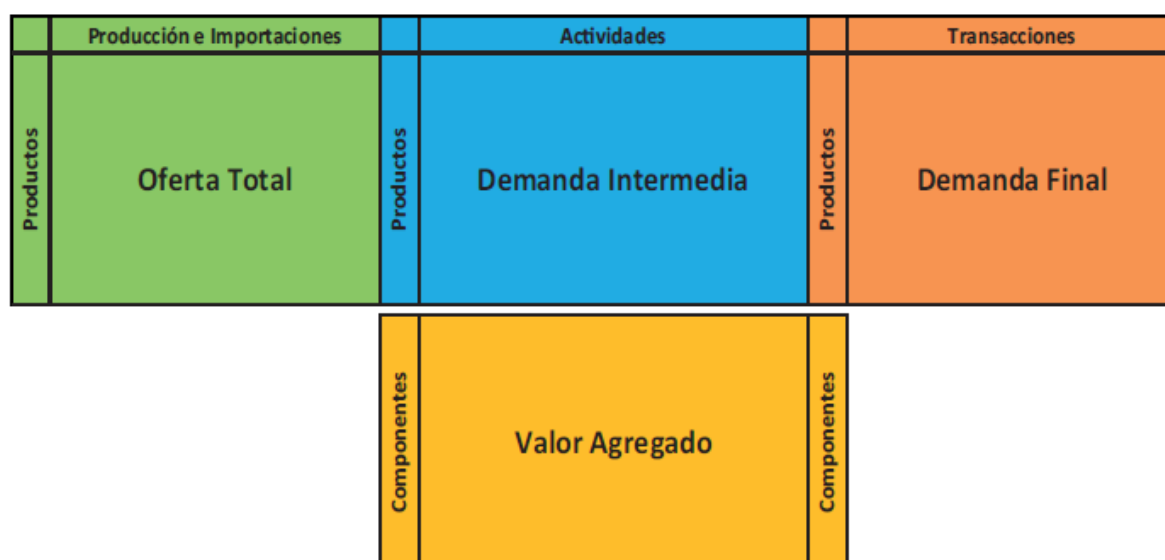 Producción e Importaciones
Actividades
Transacciones
Productos
Oferta Total
Productos
Demanda Intermedia
Productos
Demanda Final
Componentes
Valor Agregado
Componentes